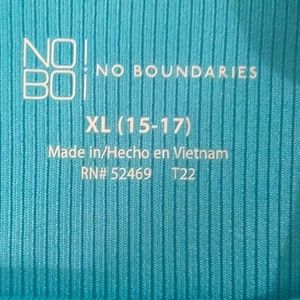 NO!
BO! NO BOUNDARIES
XL (15-17)
Made in/Hecho en Vietnam
RN# 52469 T22